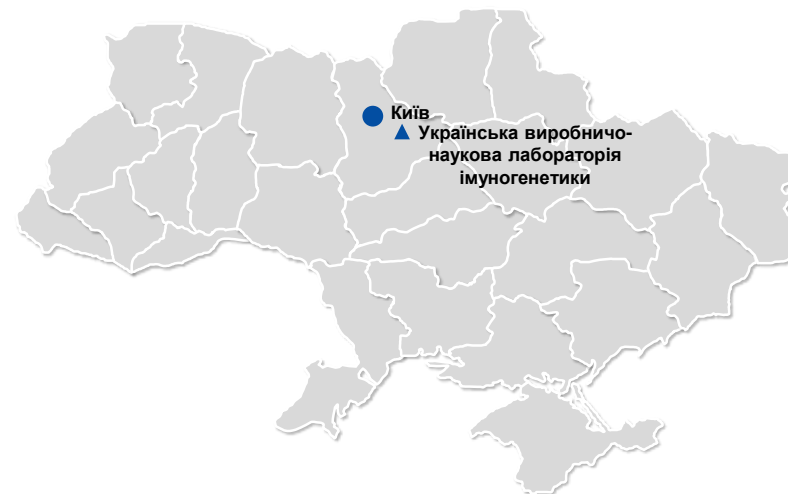 Київ
Українська виробничо-
наукова лабораторія
імуногенетики